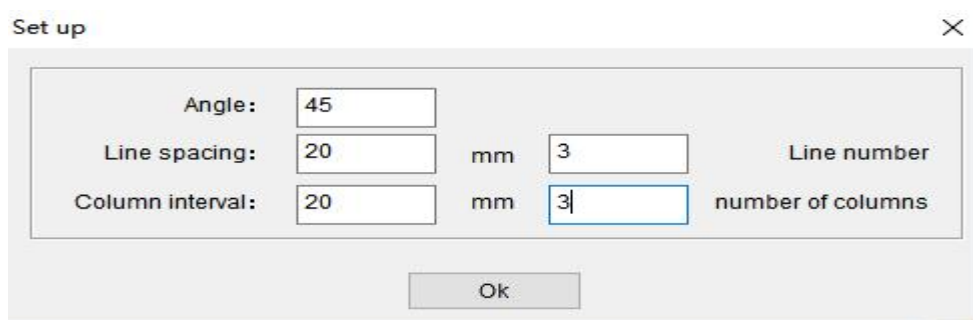 Set up
Angle: 45
Line spacing: 20 mm 3 Line number
Column interval: 20 mm 3 number of columns
Ok